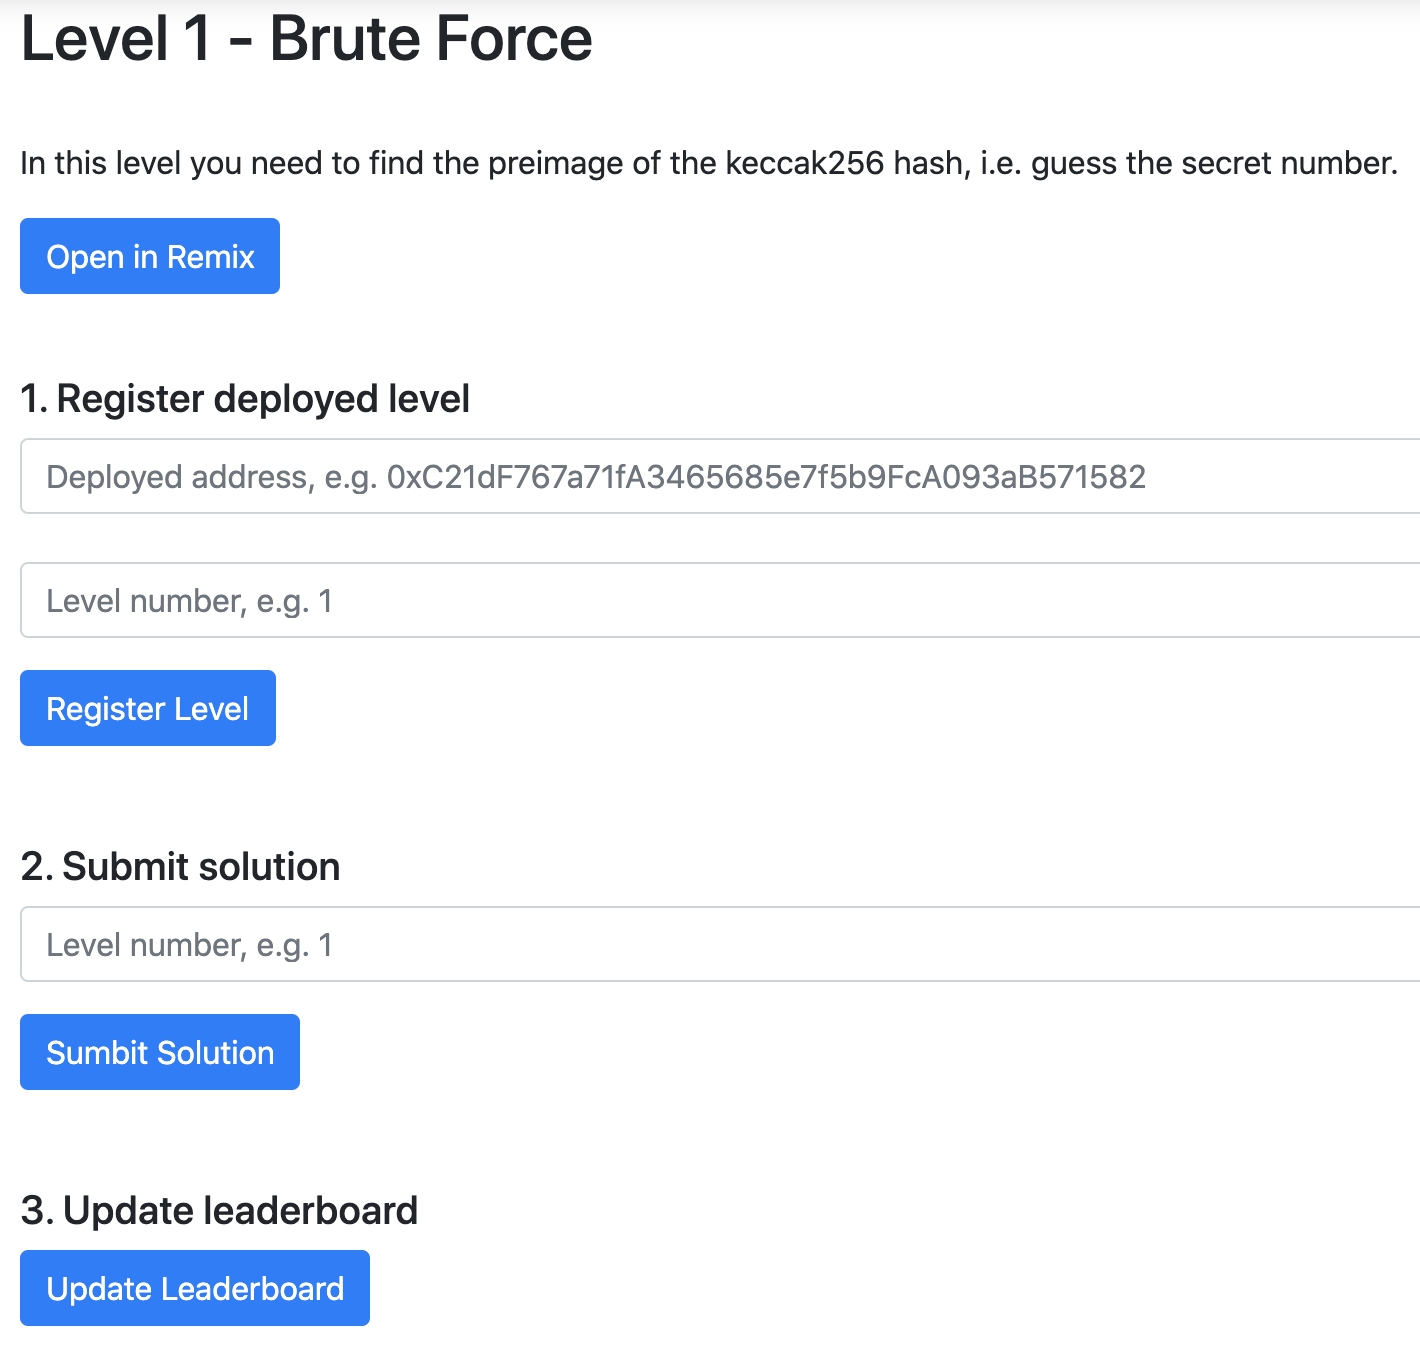 Level 1 - Brute Force
In this level you need to find the preimage of the keccak256 hash, i.e. guess the secret number.
Open in Remix
1. Register deployed level
Deployed address, e.g. 0xC21dF767a71fA3465685e7f5b9FcA093aB571582
Level number, e.g. 1
Register Level
2. Submit solution
Level number, e.g. 1
Sumbit Solution
3. Update leaderboard
Update Leaderboard